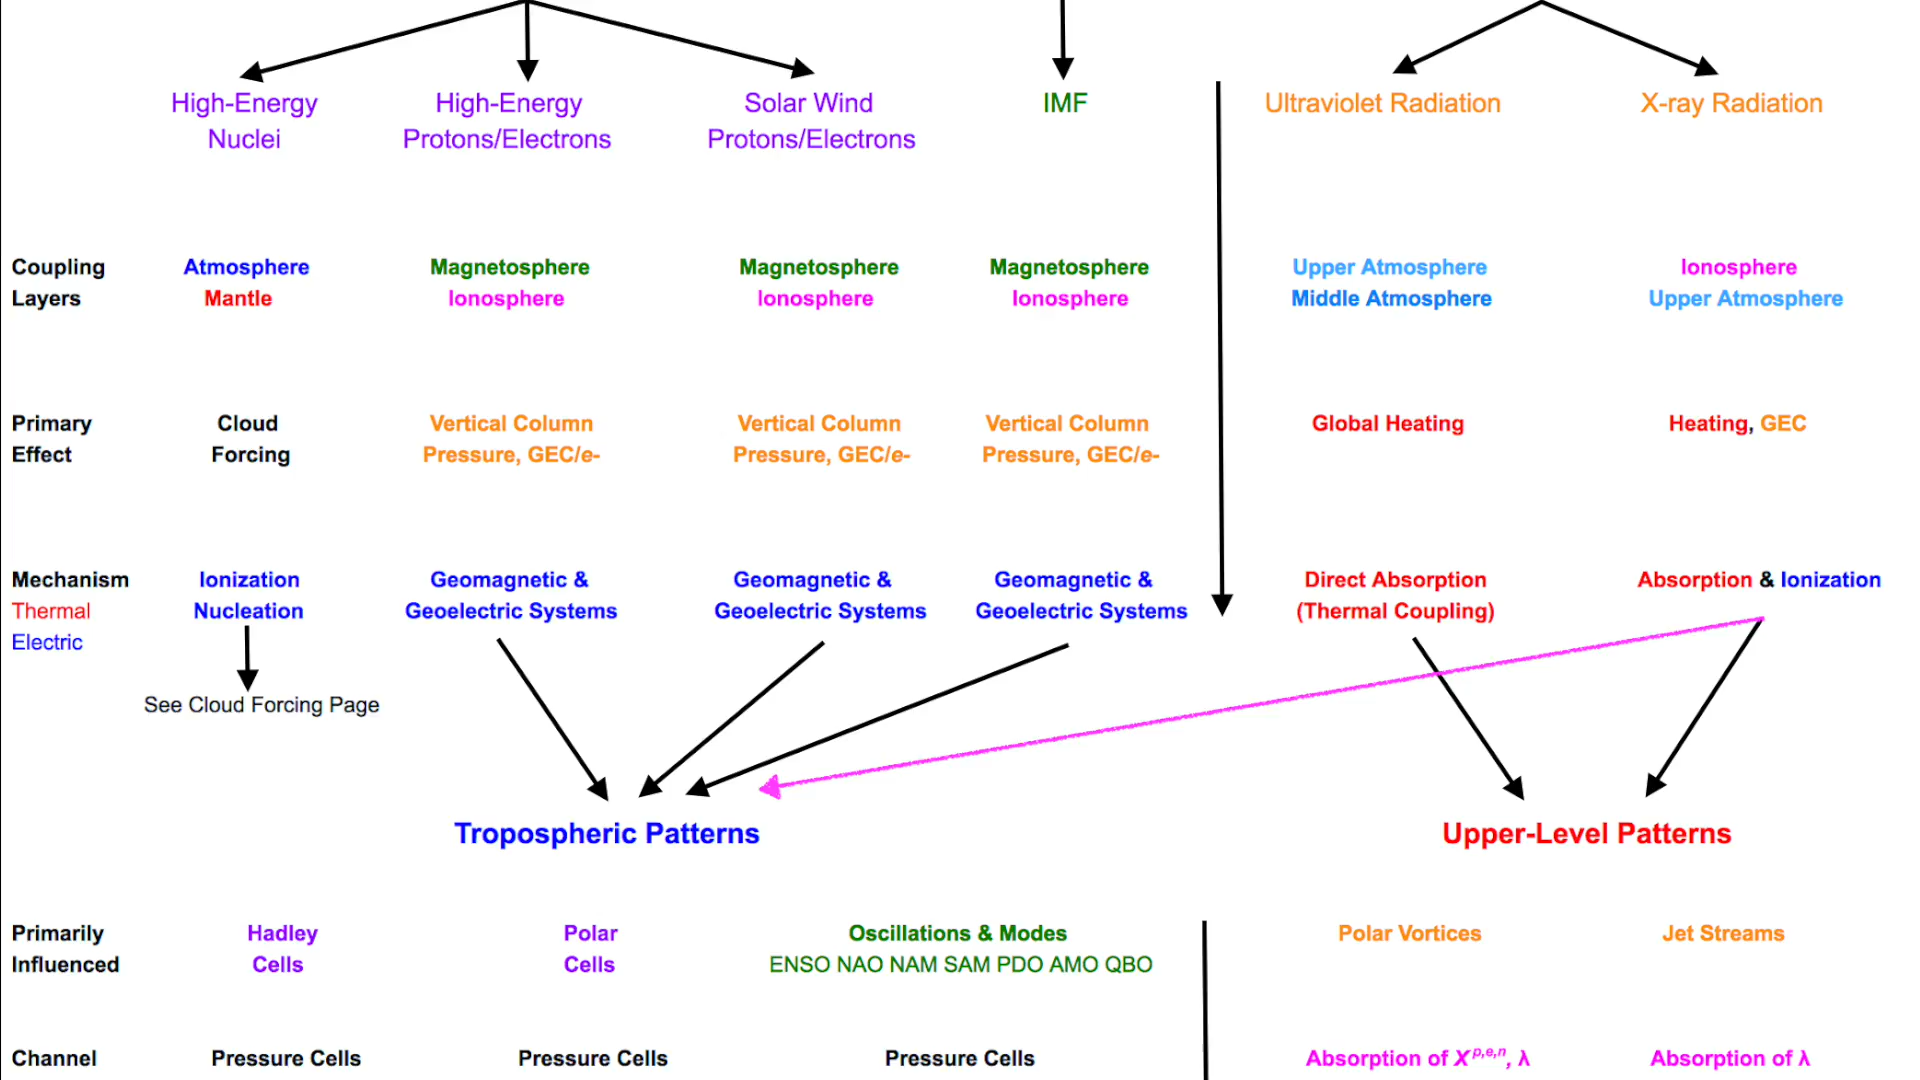 High-Energy
Nuclei
High-Energy
Protons/Electrons
Solar Wind
Protons/Electrons
IMF
Ultraviolet Radiation
X-ray Radiation
Coupling
Layers
Atmosphere
Mantle
Magnetosphere
Ionosphere
Magnetosphere
Ionosphere
Magnetosphere
Ionosphere
Upper Atmosphere
Middle Atmosphere
Ionosphere
Upper Atmosphere
Primary
Effect
Cloud
Forcing
Vertical Column
Pressure, GEC/e-
Vertical Column
Pressure, GEC/e-
Vertical Column
Pressure, GEC/e-
Global Heating
Heating, GEC
Mechanism
Thermal
Electric
Ionization
Nucleation
Geomagnetic &
Geoelectric Systems
Geomagnetic &
Geoelectric Systems
Geomagnetic &
Geoelectric Systems
Direct Absorption
(Thermal Coupling)
Absorption & Ionization
See Cloud Forcing Page
Tropospheric Patterns
Upper-Level Patterns
Primarily
Influenced
Hadley
Cells
Polar
Cells
Oscillations & Modes
ENSO NAO NAM SAM PDO AMO QBO
Polar Vortices
Jet Streams
Channel
Pressure Cells
Pressure Cells
Pressure Cells
Absorption of X^p,e,n, λ
Absorption of λ